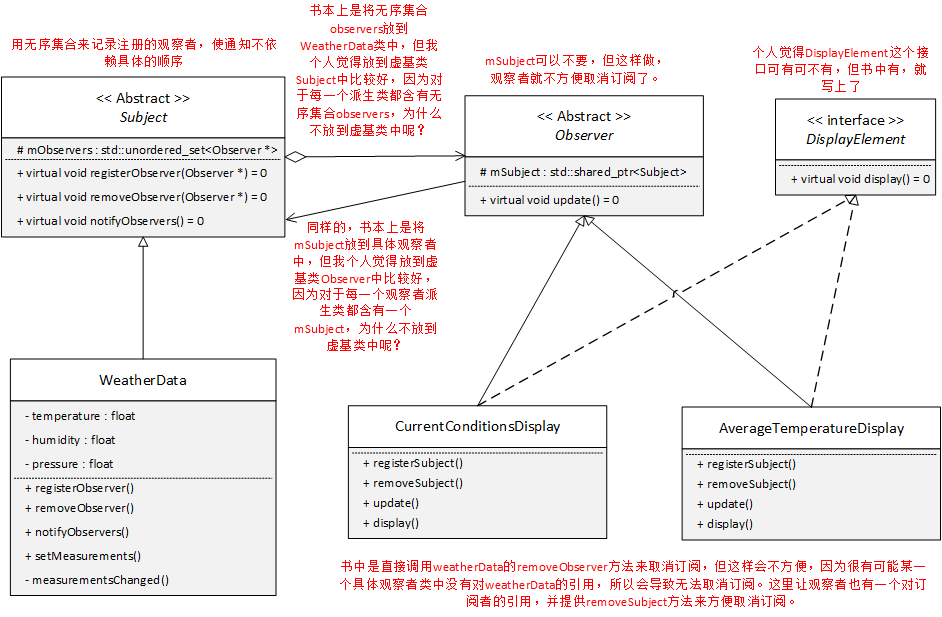 用无序集合来记录注册的观察者，使通知不依
赖具体的顺序
书本上是将无序集合
observers放到
WeatherData类中，但我
个人觉得放到虚基类
Subject中比较好，因为对
于每一个派生类都含有无
序集合observers，为什么
不放到虚基类中呢？
mSubject可以不要，但这样做，
观察者就不方便取消订阅了。
个人觉得DisplayElement这个接
口可有可不有，但书中有，就
写上了
<< Abstract >>
Subject
# mObservers : std::unordered_set<Observer *>
+ virtual void registerObserver(Observer *) = 0
+ virtual void removeObserver(Observer *) = 0
+ virtual void notifyObservers() = 0
<< Abstract >>
Observer
# mSubject : std::shared_ptr<Subject>
+ virtual void update() = 0
<< interface >>
DisplayElement
+ virtual void display() = 0
同样的，书本上是将
mSubject放到具体观察者
中，但我个人觉得放到虚
基类Observer中比较好，
因为对于每一个观察者派
生类都含有一个
mSubject，为什么不放到
虚基类中呢？
WeatherData
- temperature : float
- humidity : float
- pressure : float
+ registerObserver()
+ removeObserver()
+ notifyObservers()
+ setMeasurements()
- measurementsChanged()
CurrentConditionsDisplay
+ registerSubject()
+ removeSubject()
+ update()
+ display()
AverageTemperatureDisplay
+ registerSubject()
+ removeSubject()
+ update()
+ display()
书中是直接调用weatherData的removeObserver方法来取消订阅，但这样会不方便，因为很有可能某一
个具体观察者类中没有对weatherData的引用，所以会导致无法取消订阅。这里让观察者也有一个对订
阅者的引用，并提供removeSubject方法来方便取消订阅。